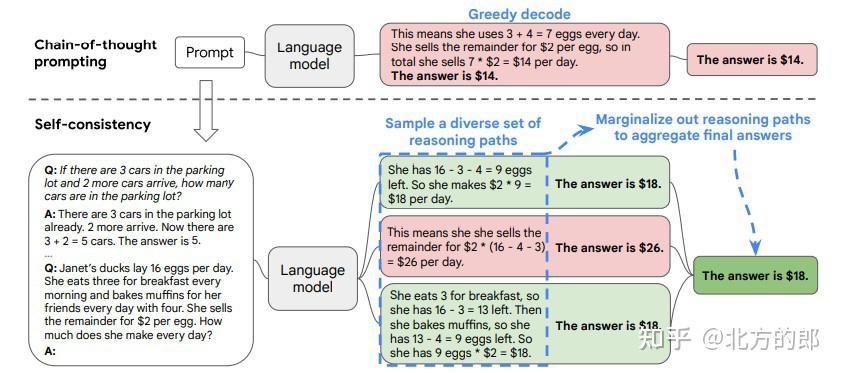 Greedy decode
Chain-of-thought
prompting
Prompt
Language
model
This means she uses 3 + 4 = 7 eggs every day.
She sells the remainder for $2 per egg, so in
total she sells 7 * $2 = $14 per day.
The answer is $14.
The answer is $14.
Self-consistency
Sample a diverse set of
reasoning paths
Marginalize out reasoning paths
to aggregate final answers
Q: If there are 3 cars in the parking
lot and 2 more cars arrive, how many
cars are in the parking lot?
A: There are 3 cars in the parking lot
already. 2 more arrive. Now there are
3 + 2 = 5 cars. The answer is 5.
...
Q: Janet's ducks lay 16 eggs per day.
She eats three for breakfast every
morning and bakes muffins for her
friends every day with four. She sells
the remainder for $2 per egg. How
much does she make every day?
A:
Language
model
She has 16 - 3 - 4 = 9 eggs
left. So she makes $2 * 9 =
$18 per day.
The answer is $18.
This means she she sells the
remainder for $2 * (16 - 4 - 3)
= $26 per day.
The answer is $26.
She eats 3 for breakfast, so
she has 16 - 3 = 13 left. Then
she bakes muffins, so she
has 13 - 4 = 9 eggs left. So
she has 9 eggs * $2 = $18.
The answer is $18.
The answer is $18.
知乎 @北方的郎